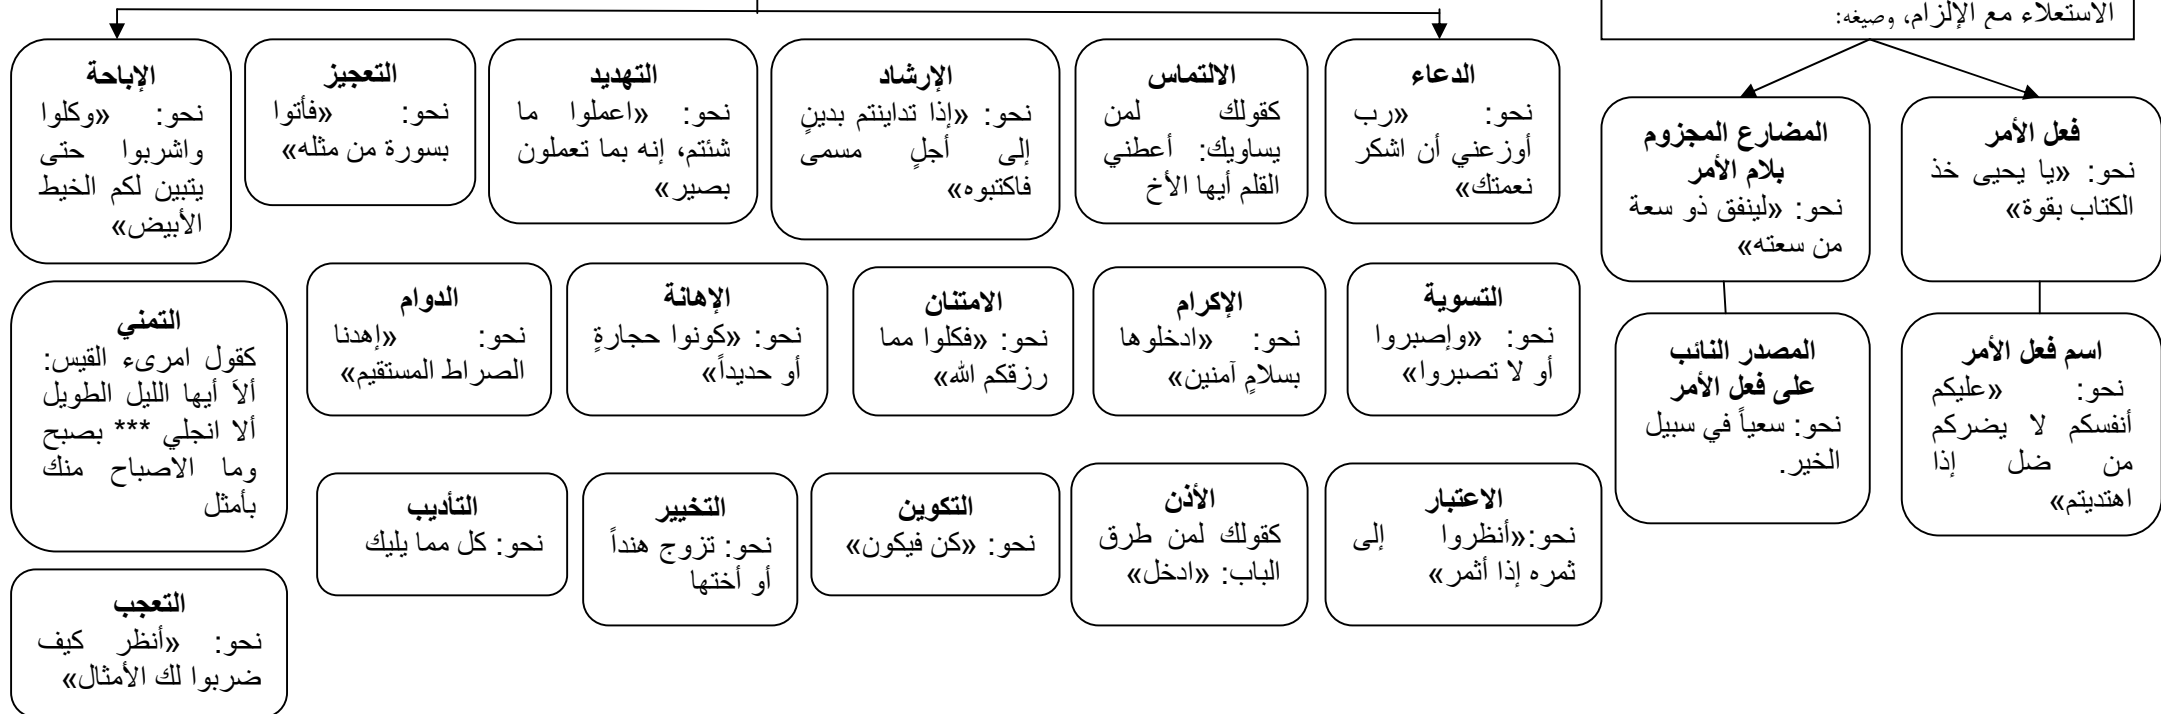 الاستعلاء مع الإلزام، وصيغه:
فعل الأمر
نحو: «يا يحيى خذ
الكتاب بقوة»
المضارع المجزوم
بلام الأمر
نحو: «لينفق ذو سعة
من سعته»
اسم فعل الأمر
نحو: «عليكم
أنفسكم لا يضركم
من ضل إذا
اهتديتم»
المصدر النائب
على فعل الأمر
نحو: سعياً في سبيل
الخير.
الدعاء
نحو: «رب
أوزعني أن اشكر
نعمتك»
الالتماس
كقولك لمن
يساويك: أعطني
القلم أيها الأخ
الإرشاد
نحو: «إذا تداينتم بدينٍ
إلى أجلٍ مسمى
فاكتبوه»
التهديد
نحو: «اعملوا ما
شئتم، إنه بما تعملون
بصير»
التعجيز
نحو: «فأتوا
بسورة من مثله»
الإباحة
نحو: «وكلوا
واشربوا حتى
يتبين لكم الخيط
الأبيض»
التسوية
نحو: «وإصبروا
أو لا تصبروا»
الإكرام
نحو: «ادخلوها
بسلامٍ آمنين»
الامتنان
نحو: «فكلوا مما
رزقكم الله»
الإهانة
نحو: «كونوا حجارةٍ
أو حديداً»
الدوام
نحو: «إهدنا
الصراط المستقيم»
التمني
كقول امرىء القيس:
ألاَ أيها الليل الطويل
ألا انجلي *** بصبح
وما الاصباح منك
بأمثل
الاعتبار
نحو:«أنظروا إلى
ثمره إذا أثمر»
الأذن
كقولك لمن طرق
الباب: «ادخل»
التكوين
نحو: «كن فيكون»
التخيير
نحو: تزوج هنداً
أو أختها
التأديب
نحو: كل مما يليك
التعجب
نحو: «أنظر كيف
ضربوا لك الأمثال»